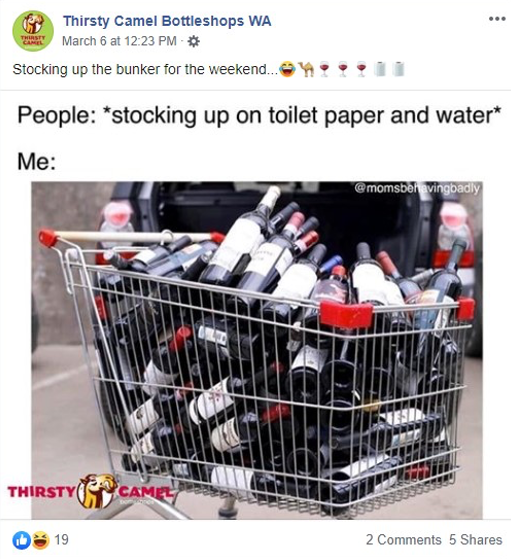 Thirsty Camel Bottleshops WA
March 6 at 12:23 PM ·
Stocking up the bunker for the weekend...😂🐪🍷🍷🍷🧻🧻
People: *stocking up on toilet paper and water*
Me:
@momsbehavingbadly
THIRSTY CAMEL
19
2 Comments 5 Shares
THIRSTY
CAMEL